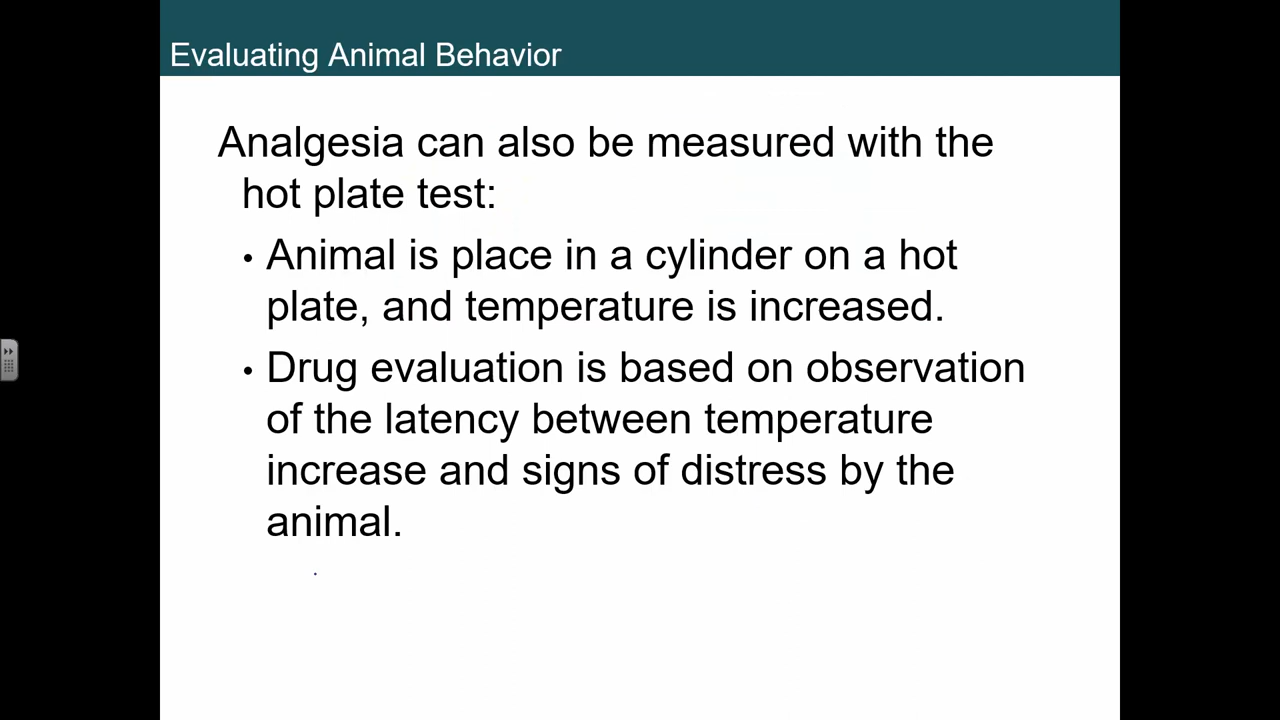 Evaluating Animal Behavior
Analgesia can also be measured with the
hot plate test:
• Animal is place in a cylinder on a hot
plate, and temperature is increased.
• Drug evaluation is based on observation
of the latency between temperature
increase and signs of distress by the
animal.